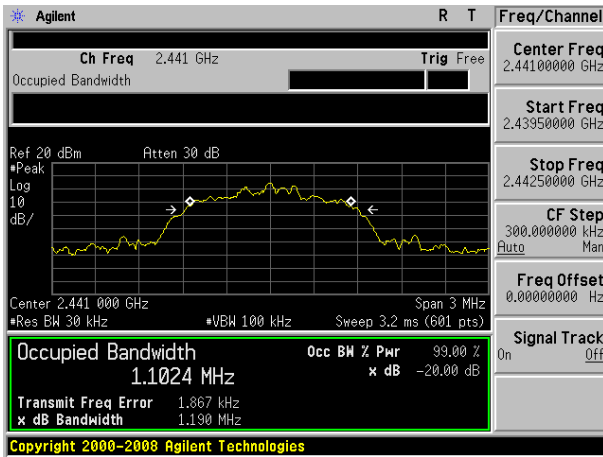 Agilent R T
Ch Freq 2.441 GHz Trig Free
Occupied Bandwidth
Ref 20 dBm Atten 30 dB
#Peak
Log
10
dB/
Center 2.441 000 GHz Span 3 MHz
#Res BW 30 kHz #VBW 100 kHz Sweep 3.2 ms (601 pts)
Occupied Bandwidth Occ BW % Pwr 99.00 %
1.1024 MHz x dB -20.00 dB
Transmit Freq Error 1.867 kHz
x dB Bandwidth 1.190 MHz
Copyright 2000-2008 Agilent Technologies
Freq/Channel
Center Freq
2.44100000 GHz
Start Freq
2.43950000 GHz
Stop Freq
2.44250000 GHz
CF Step
300.000000 kHz
Auto Man
Freq Offset
0.00000000 Hz
Signal Track
On Off